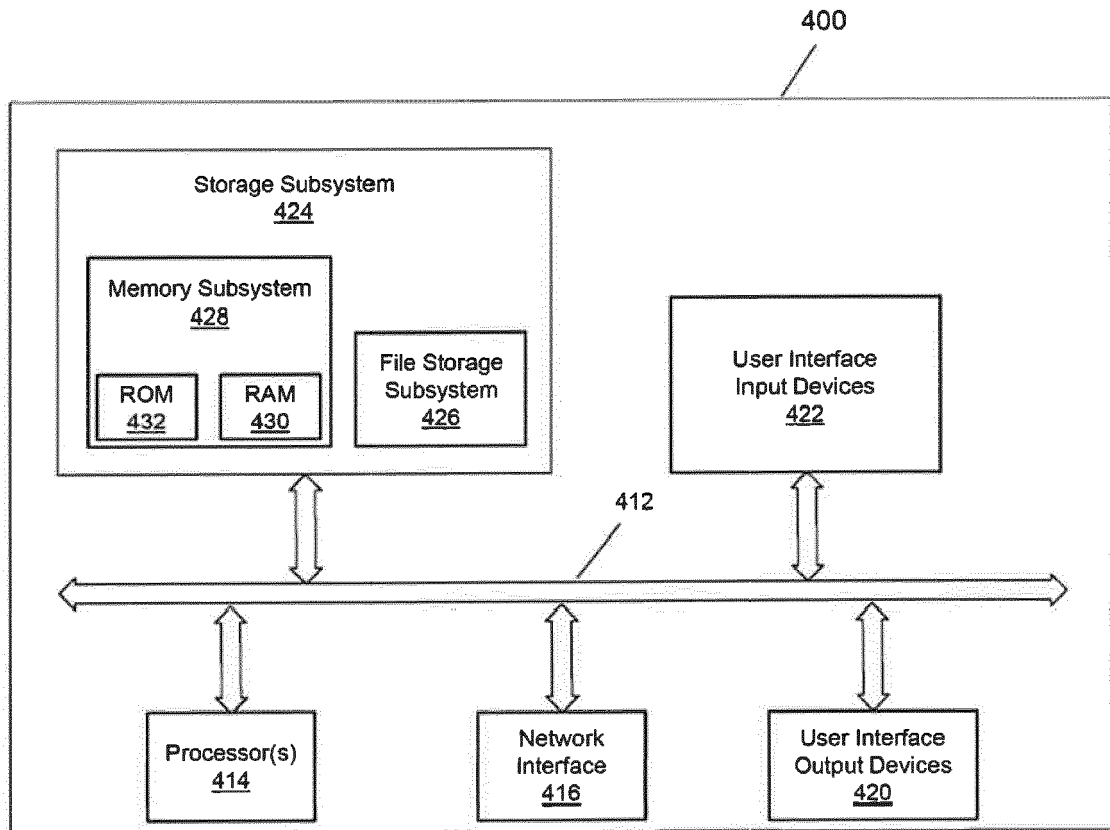 400
Storage Subsystem
424
Memory Subsystem
428
ROM
432
RAM
430
File Storage
Subsystem
426
User Interface
Input Devices
422
412
Processor(s)
414
Network
Interface
416
User Interface
Output Devices
420